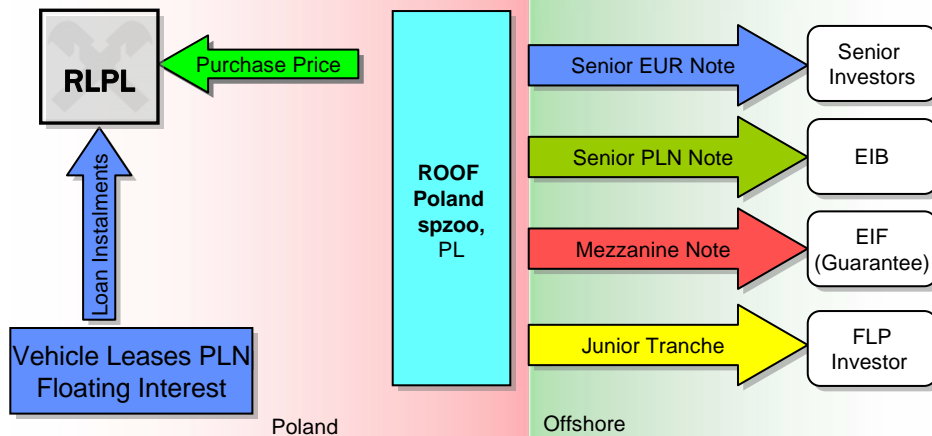 RLPL
Purchase Price
Loan Instalments
Vehicle Leases PLN
Floating Interest
Poland
ROOF
Poland
spzoo,
PL
Senior EUR Note
Senior
Investors
Senior PLN Note
EIB
Mezzanine Note
EIF
(Guarantee)
Junior Tranche
FLP
Investor
Offshore